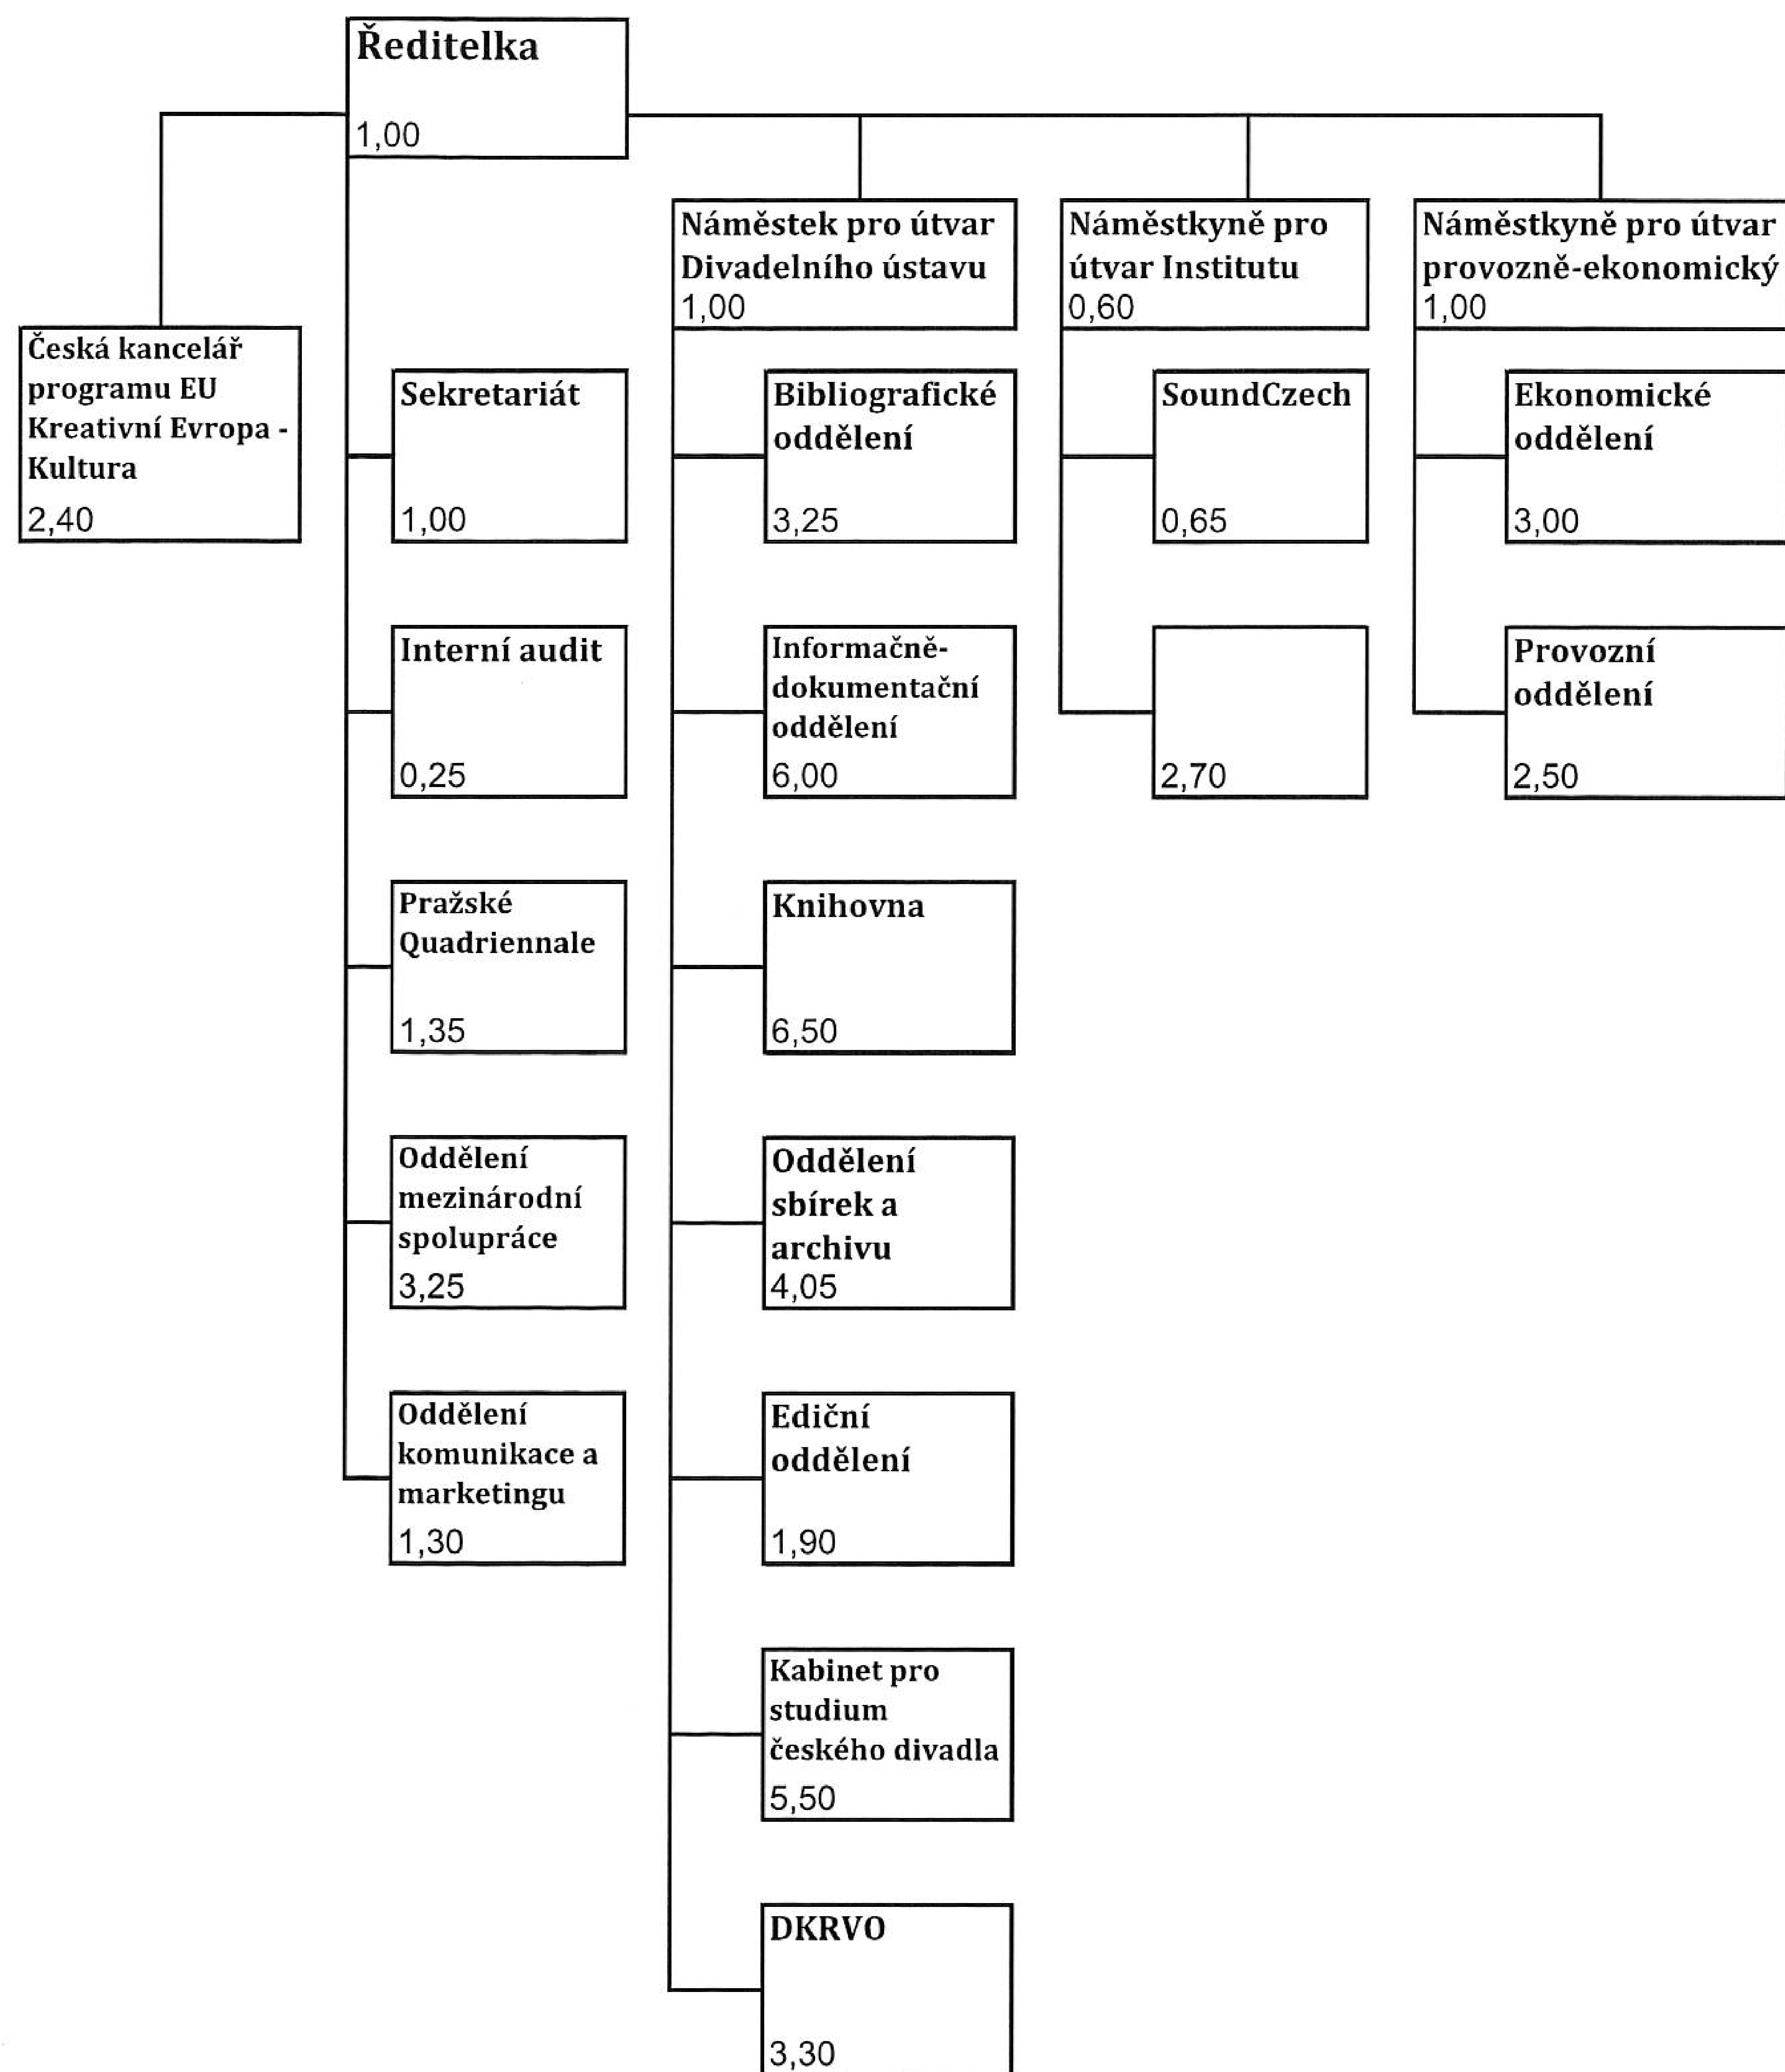 Ředitelka
1,00
Česká kancelář
programu EU
Kreativní Evropa -
Kultura
2,40
Sekretariát
1,00
Interní audit
0,25
Pražské
Quadriennale
1,35
Oddělení
mezinárodní
spolupráce
3,25
Oddělení
komunikace a
marketingu
1,30
Náměstek pro útvar
Divadelního ústavu
1,00
Bibliografické
oddělení
3,25
Informačně-
dokumentační
oddělení
6,00
Knihovna
6,50
Oddělení
sbírek a
archivu
4,05
Ediční
oddělení
1,90
Kabinet pro
studium
českého divadla
5,50
DKRVO
3,30
Náměstkyně pro
útvar Institutu
0,60
SoundCzech
0,65
2,70
Náměstkyně pro útvar
provozně-ekonomický
1,00
Ekonomické
oddělení
3,00
Provozní
oddělení
2,50